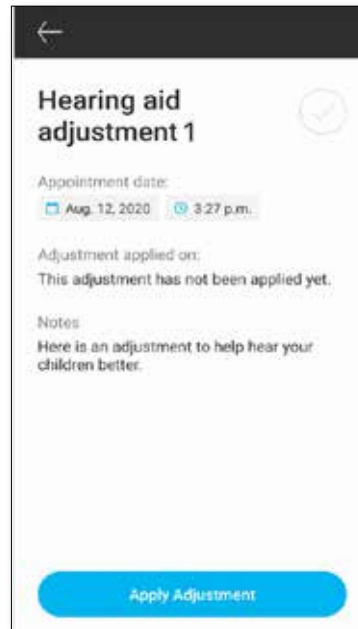 Hearing aid
adjustment 1
Appointment date:
Aug. 12, 2020 3:27 p.m.
Adjustment applied on:
This adjustment has not been applied yet.
Notes
Here is an adjustment to help hear your
children better.
Apply Adjustment